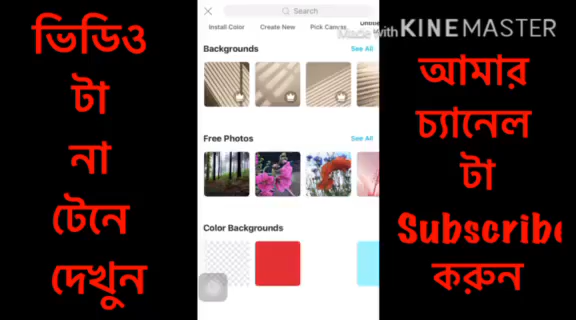 ভিডিও
টা
না
টেনে
দেখুন
Search
Install Color
Create New
Pick Canvas
Backgrounds
See All
Free Photos
See All
Color Backgrounds
Made with KINEMASTER
আমার
চ্যানেল
টা
Subscribe
করুন